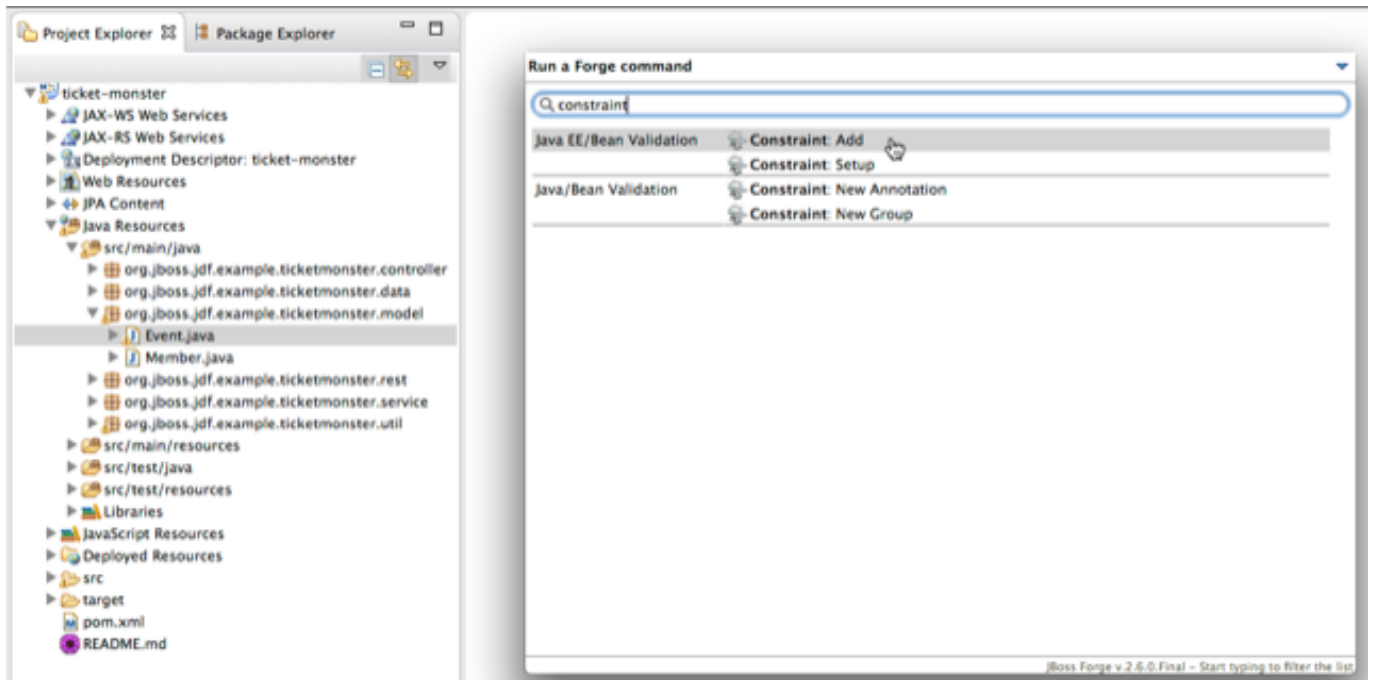 Project Explorer
Package Explorer
ticket-monster
JAX-WS Web Services
JAX-RS Web Services
Deployment Descriptor: ticket-monster
Web Resources
JPA Content
Java Resources
src/main/java
org.jboss.jdf.example.ticketmonster.controller
org.jboss.jdf.example.ticketmonster.data
org.jboss.jdf.example.ticketmonster.model
Event.java
Member.java
org.jboss.jdf.example.ticketmonster.rest
org.jboss.jdf.example.ticketmonster.service
org.jboss.jdf.example.ticketmonster.util
src/main/resources
src/test/java
src/test/resources
Libraries
JavaScript Resources
Deployed Resources
src
target
pom.xml
README.md
Run a Forge command
constraint
Java EE/Bean Validation Constraint: Add
Constraint: Setup
Java/Bean Validation Constraint: New Annotation
Constraint: New Group
JBoss Forge v.2.6.0.Final - Start typing to filter the list